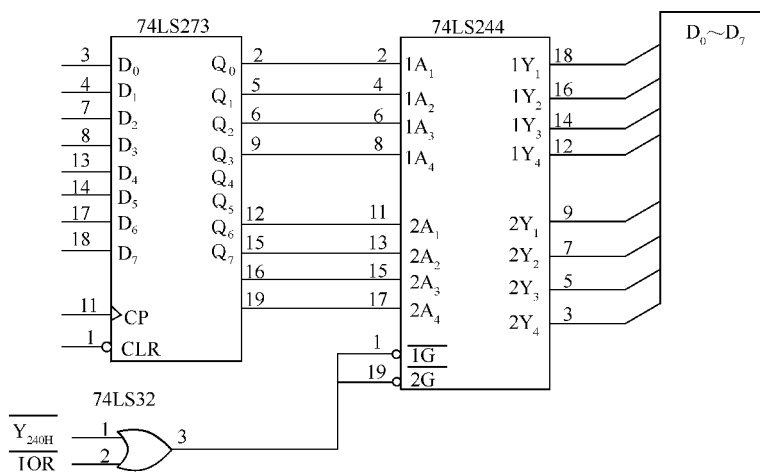 74LS273 74LS244
D₀～D₇
3 D₀ Q₀ 2 2 1A₁ 1Y₁ 18
4 D₁ Q₁ 5 4 1A₂ 1Y₂ 16
7 D₂ Q₂ 6 6 1A₃ 1Y₃ 14
8 D₃ Q₃ 9 8 1A₄ 1Y₄ 12
13 D₄ Q₄
14 D₅ Q₅
17 D₆ Q₆ 12 11 2A₁ 2Y₁ 9
18 D₇ Q₇ 15 13 2A₂ 2Y₂ 7
16 15 2A₃ 2Y₃ 5
11 CP 19 17 2A₄ 2Y₄ 3
1 CLR 1 1G
19 2G
74LS32
Y₂₄₀H 1 3
IOR 2